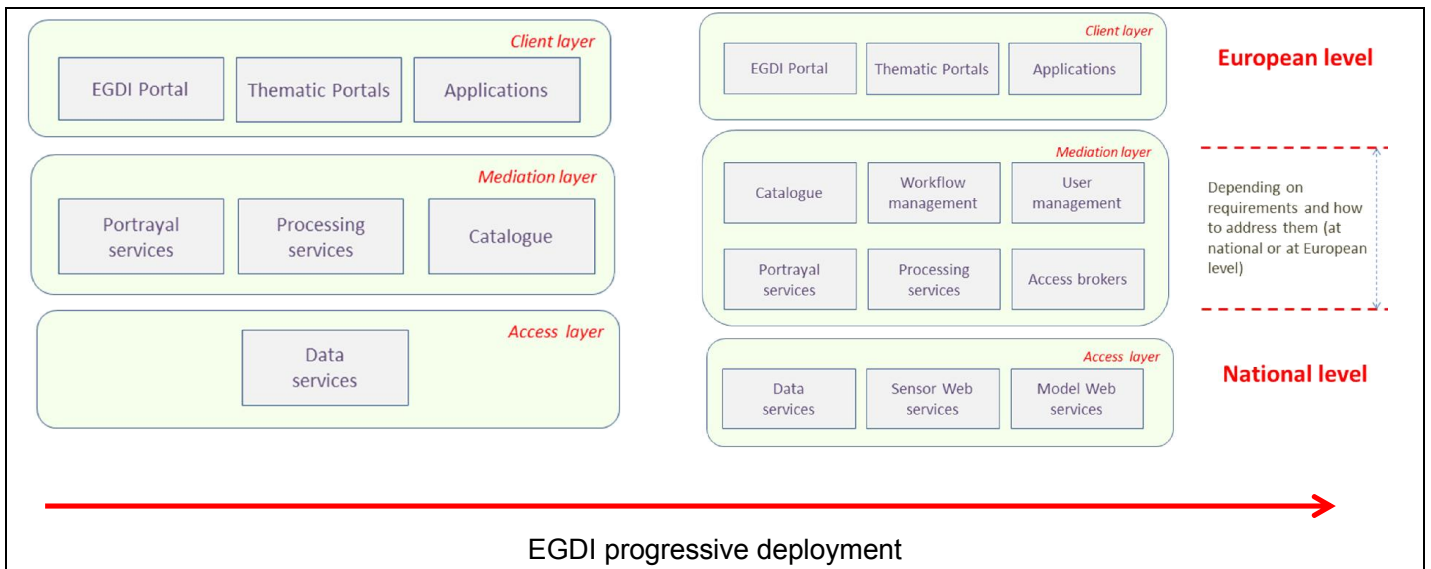 Client layer
EGDI Portal
Thematic Portals
Applications
Mediation layer
Portrayal
services
Processing
services
Catalogue
Access layer
Data
services
Client layer
EGDI Portal
Thematic Portals
Applications
Mediation layer
Catalogue
Workflow
management
User
management
Portrayal
services
Processing
services
Access brokers
Access layer
Data
services
Sensor Web
services
Model Web
services
European level
Depending on
requirements and how
to address them (at
national or at European
level)
National level
EGDI progressive deployment